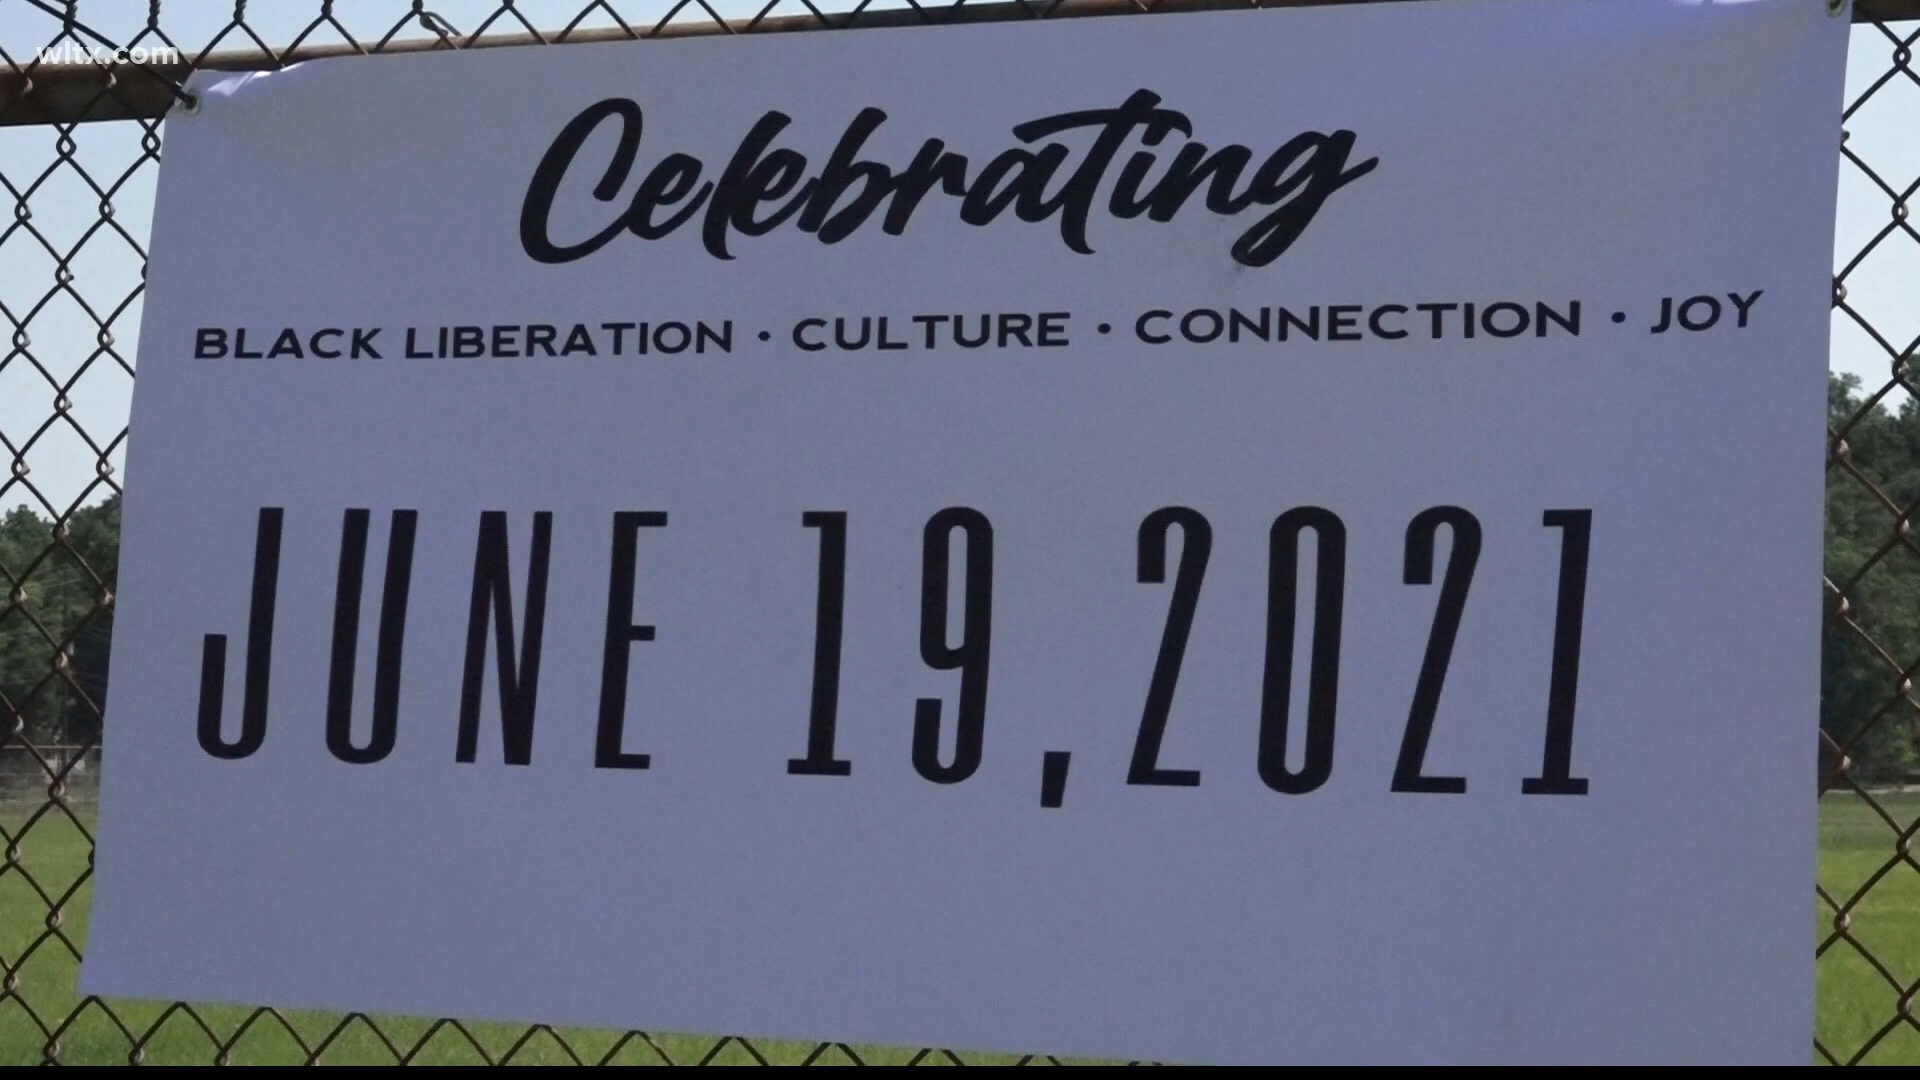 wltx.com
Celebrating
BLACK LIBERATION • CULTURE • CONNECTION • JOY
JUNE 19,2021